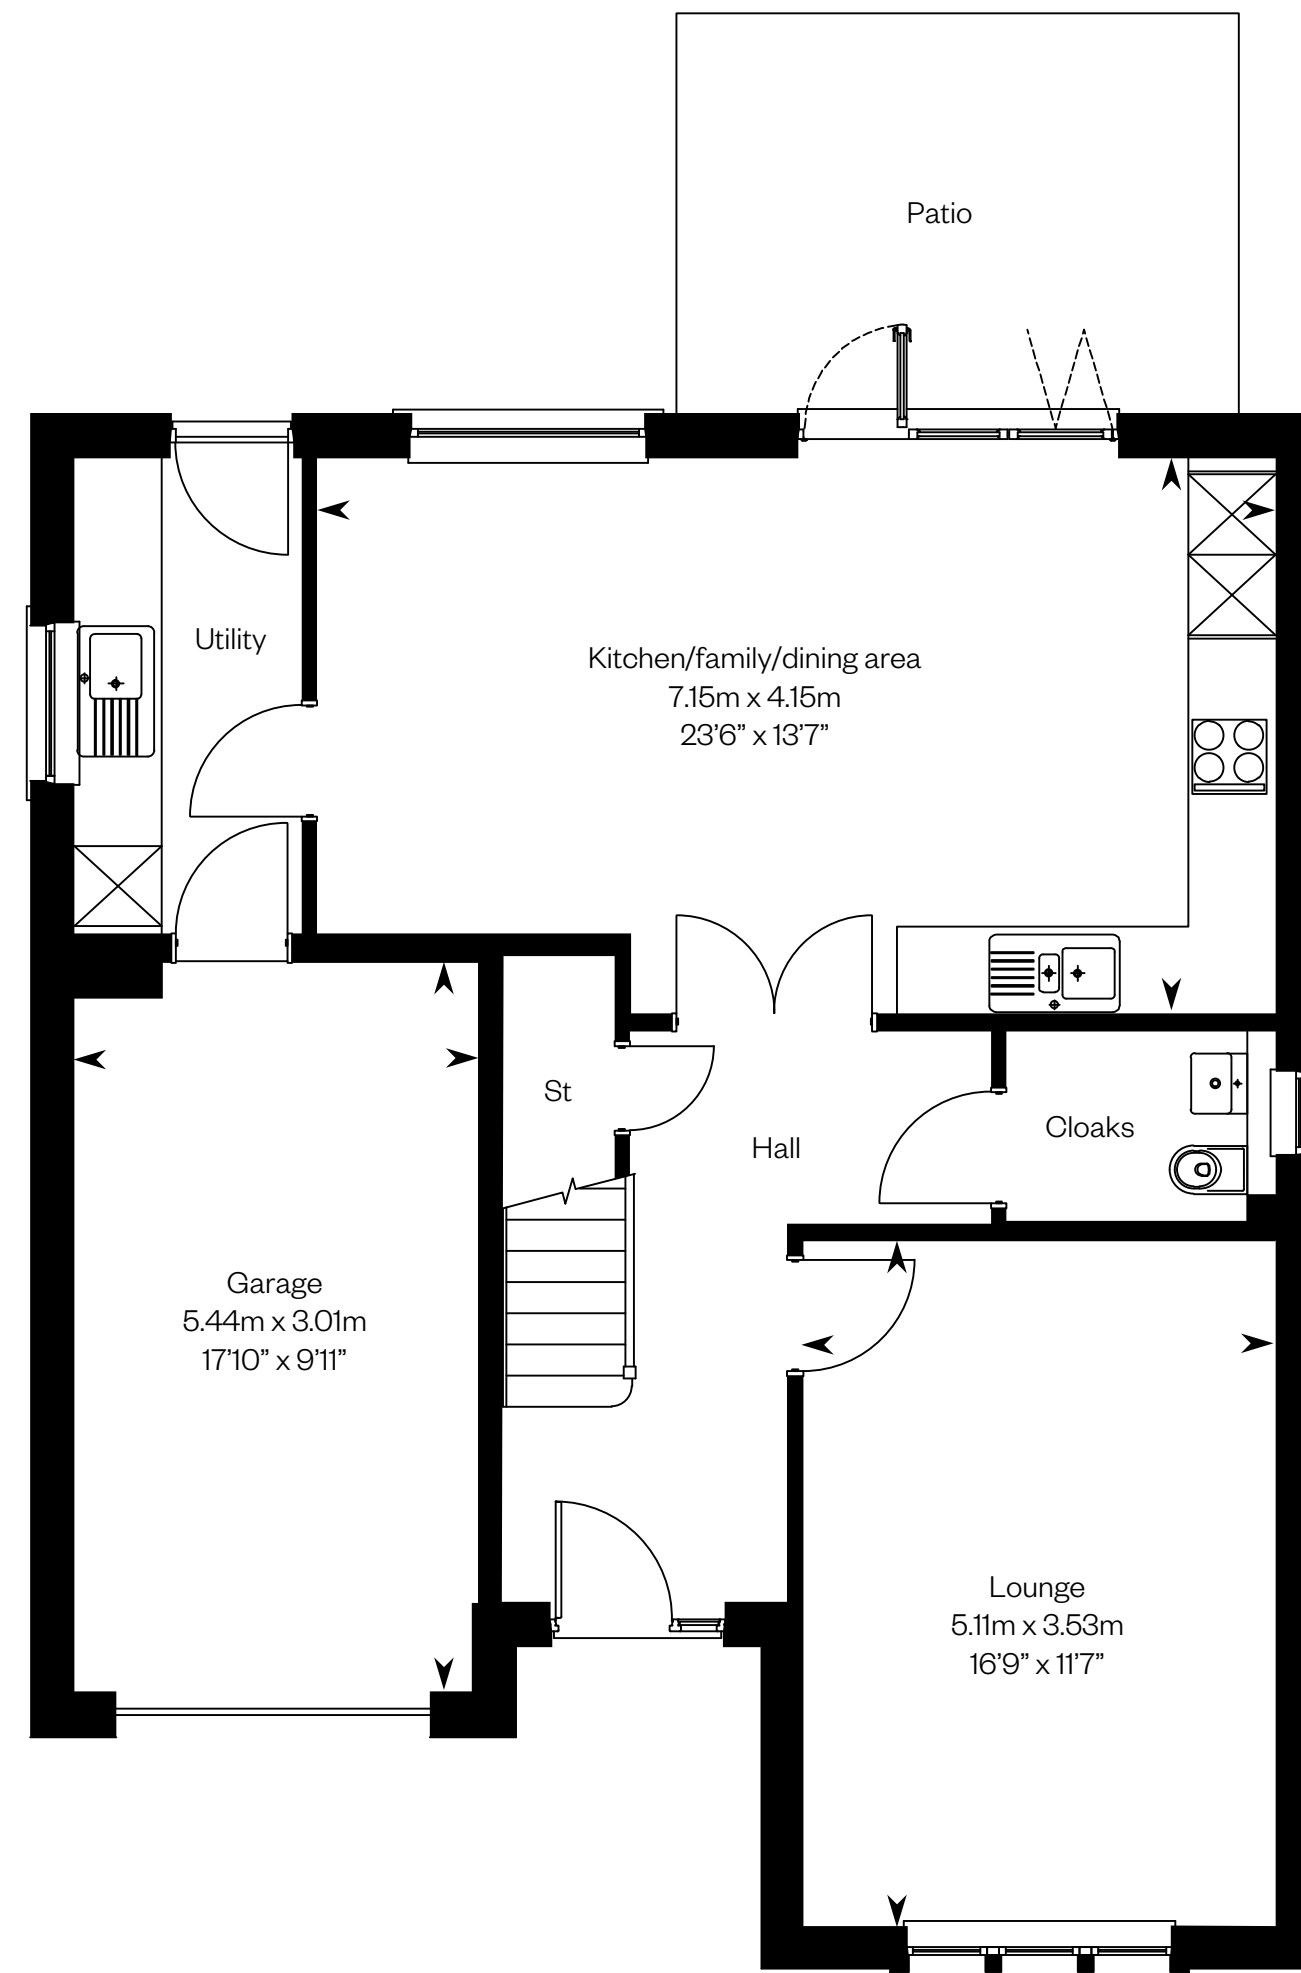 Patio
Utility
Kitchen/family/dining area
7.15m x 4.15m
23’6” x 13’7”
St
Cloaks
Hall
Garage
5.44m x 3.01m
17’10” x 9’11”
Lounge
5.11m x 3.53m
16’9” x 11’7”